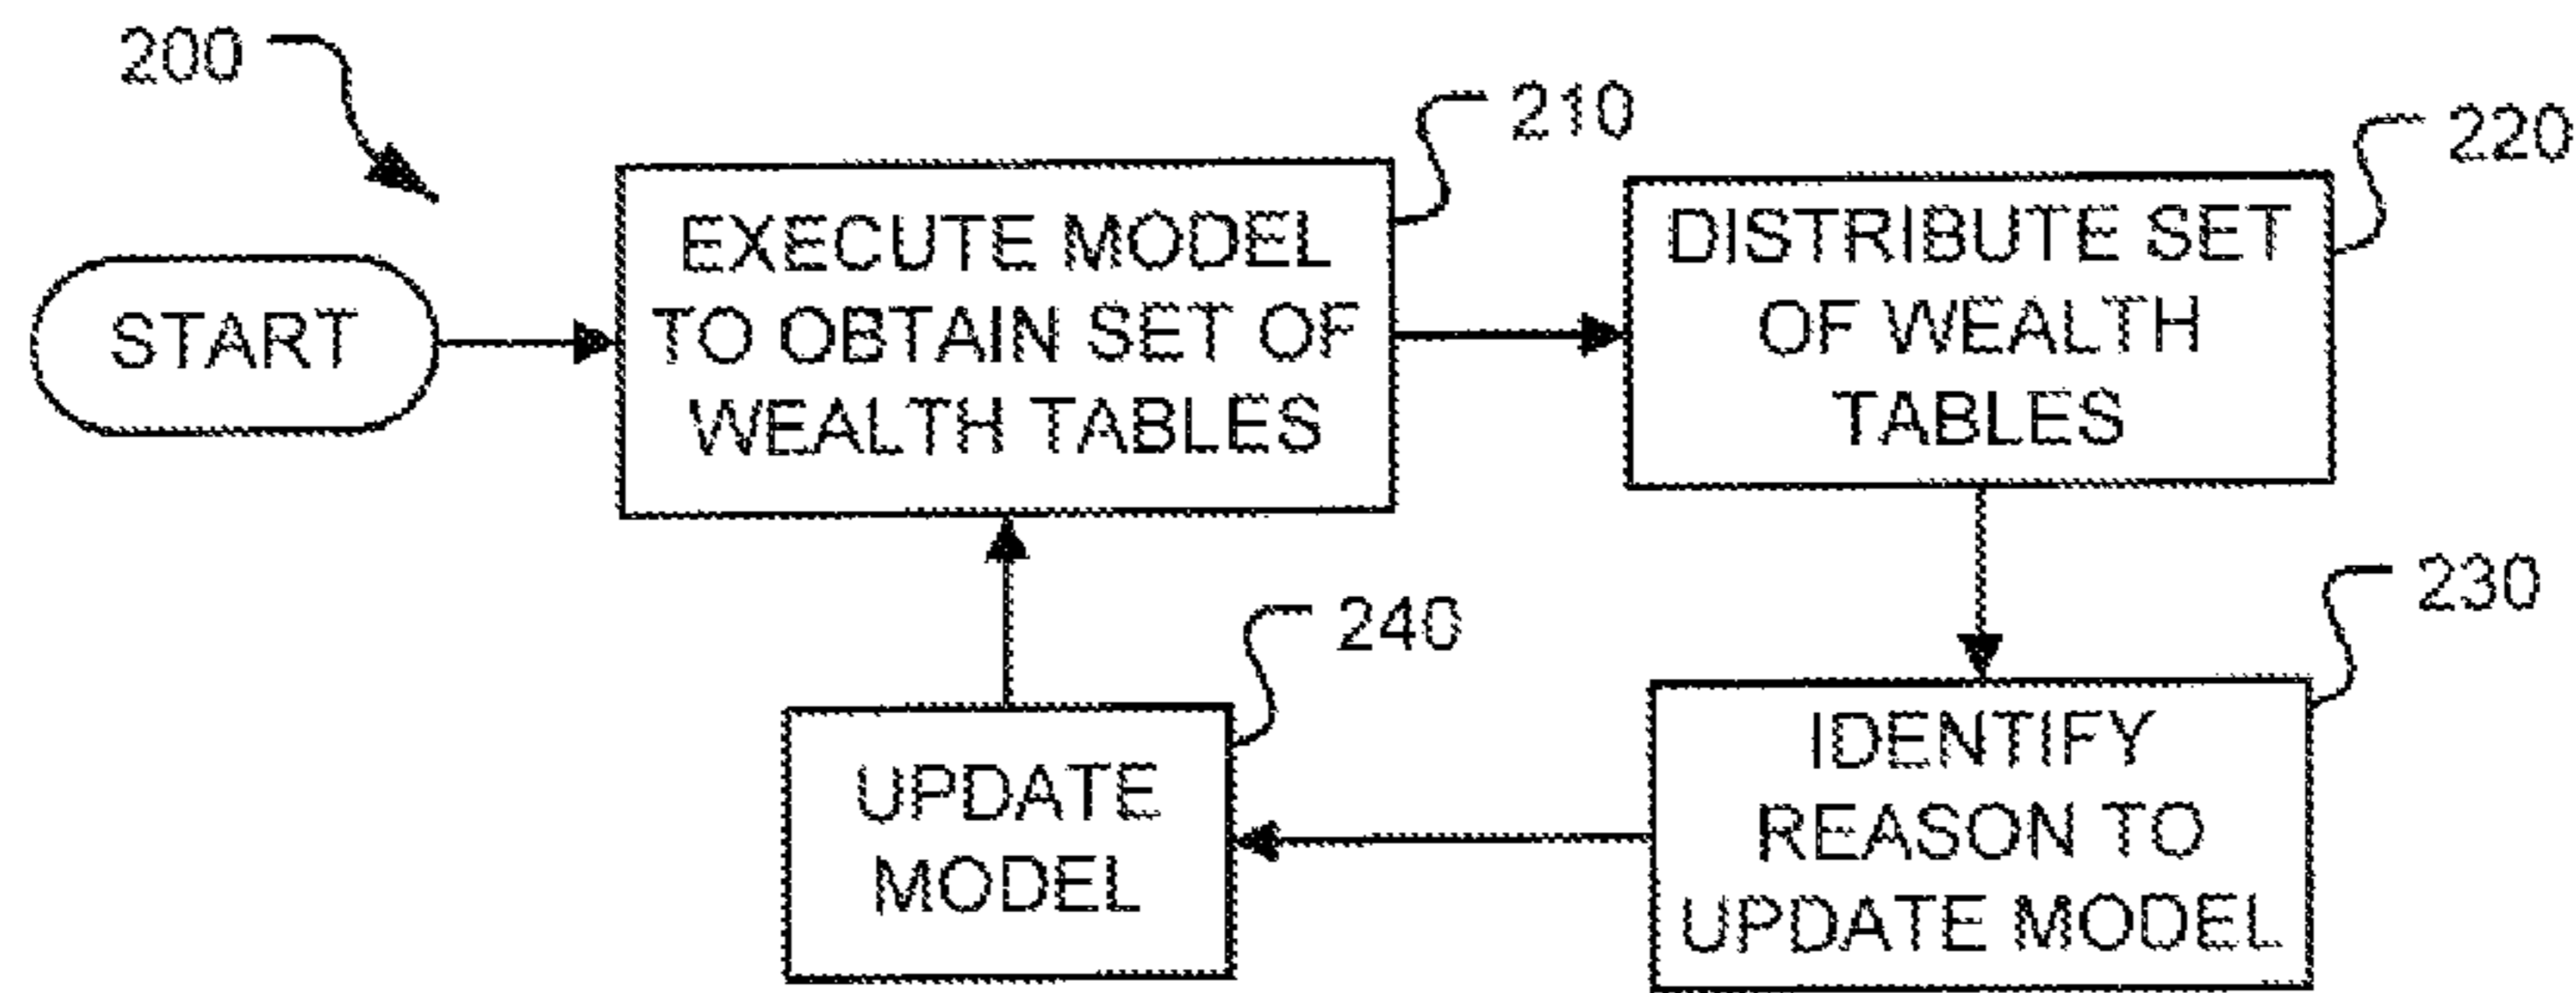 200
210
220
START
EXECUTE MODEL
TO OBTAIN SET OF
WEALTH TABLES
DISTRIBUTE SET
OF WEALTH
TABLES
230
240
IDENTIFY
REASON TO
UPDATE MODEL
UPDATE
MODEL